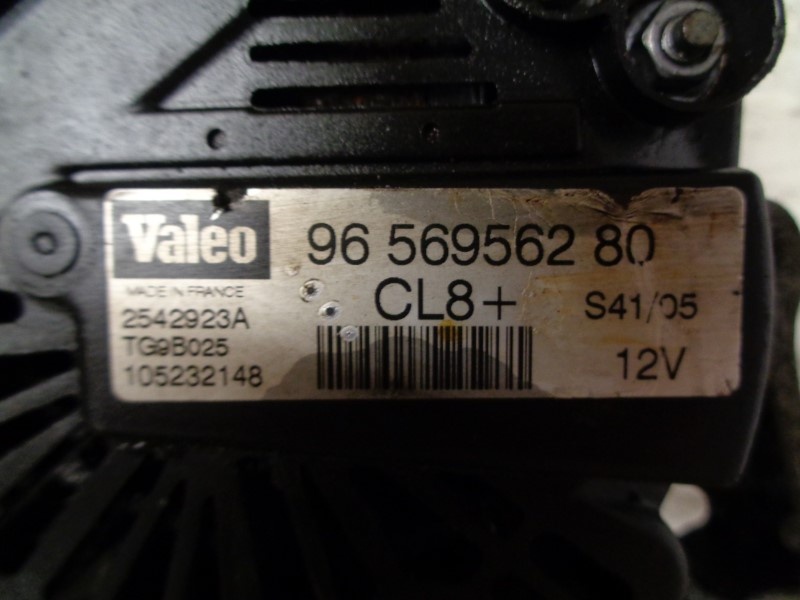 Valeo
96 569562 80
MADE IN FRANCE
CL8+
S41/05
2542923A
TG9B025
12V
105232148